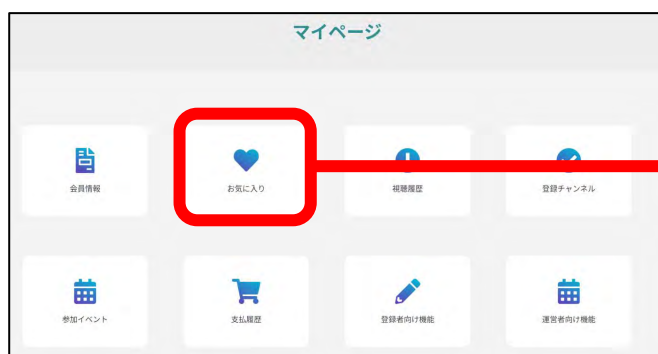 マイページ
会員情報
お気に入り
視聴履歴
登録チャンネル
参加イベント
支払履歴
登録者向け機能
運営者向け機能